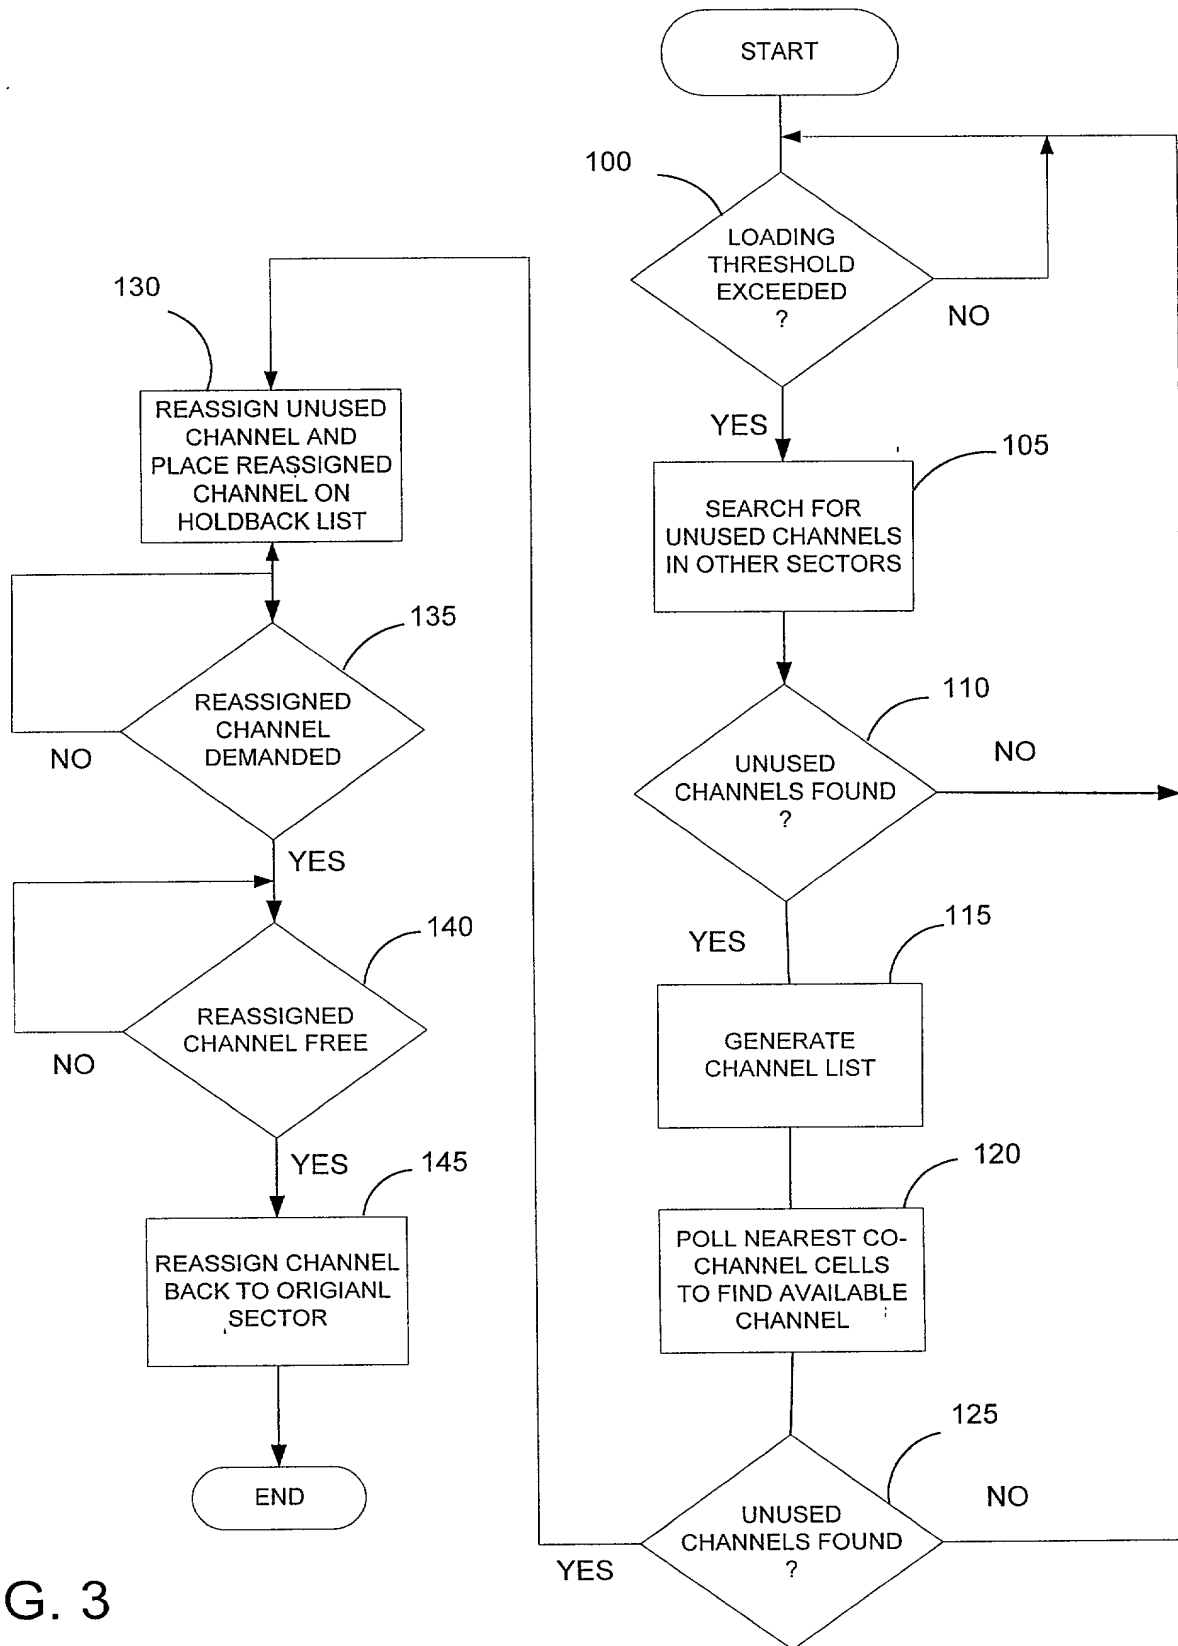 START
100
LOADING
THRESHOLD
EXCEEDED
?
NO
YES
105
SEARCH FOR
UNUSED CHANNELS
IN OTHER SECTORS
110
UNUSED
CHANNELS FOUND
?
NO
YES
115
GENERATE
CHANNEL LIST
120
POLL NEAREST CO-
CHANNEL CELLS
TO FIND AVAILABLE
CHANNEL
125
UNUSED
CHANNELS FOUND
?
NO
YES
130
REASSIGN UNUSED
CHANNEL AND
PLACE REASSIGNED
CHANNEL ON
HOLDBACK LIST
135
REASSIGNED
CHANNEL
DEMANDED
NO
YES
140
REASSIGNED
CHANNEL FREE
NO
YES
145
REASSIGN CHANNEL
BACK TO ORIGIANL
SECTOR
END
G. 3